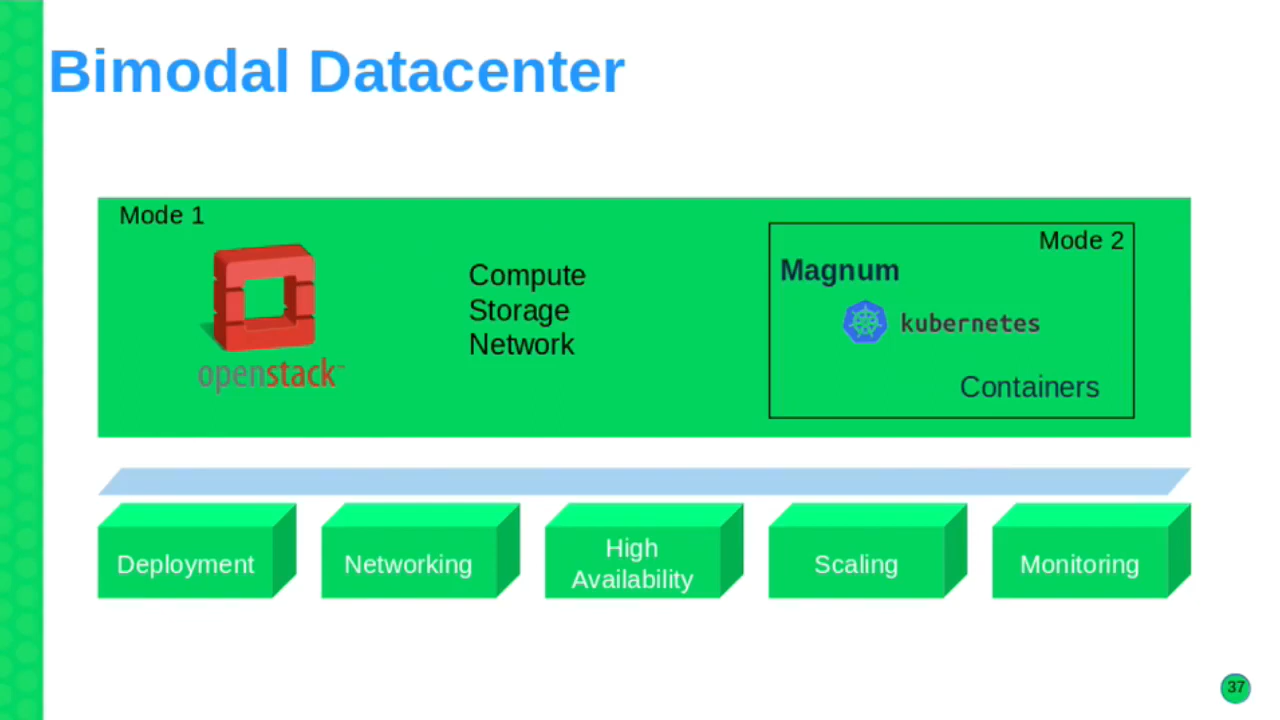 Bimodal Datacenter
Mode 1
openstack™
Compute
Storage
Network
Mode 2
Magnum
kubernetes
Containers
Deployment
Networking
High
Availability
Scaling
Monitoring
37